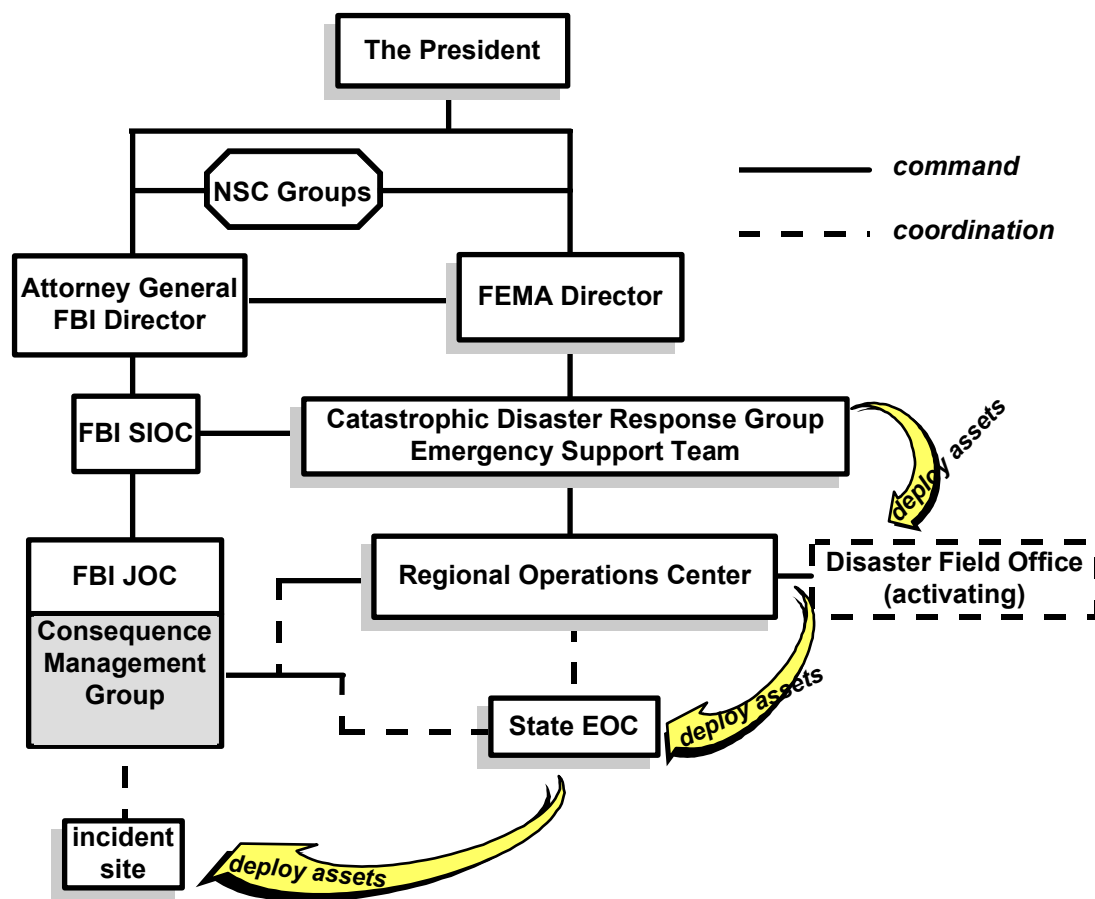 The President
NSC Groups
command
coordination
Attorney General
FBI Director
FEMA Director
FBI SIOC
Catastrophic Disaster Response Group
Emergency Support Team
deploy assets
FBI JOC
Regional Operations Center
Disaster Field Office
(activating)
Consequence
Management
Group
State EOC
deploy assets
incident
site
deploy assets